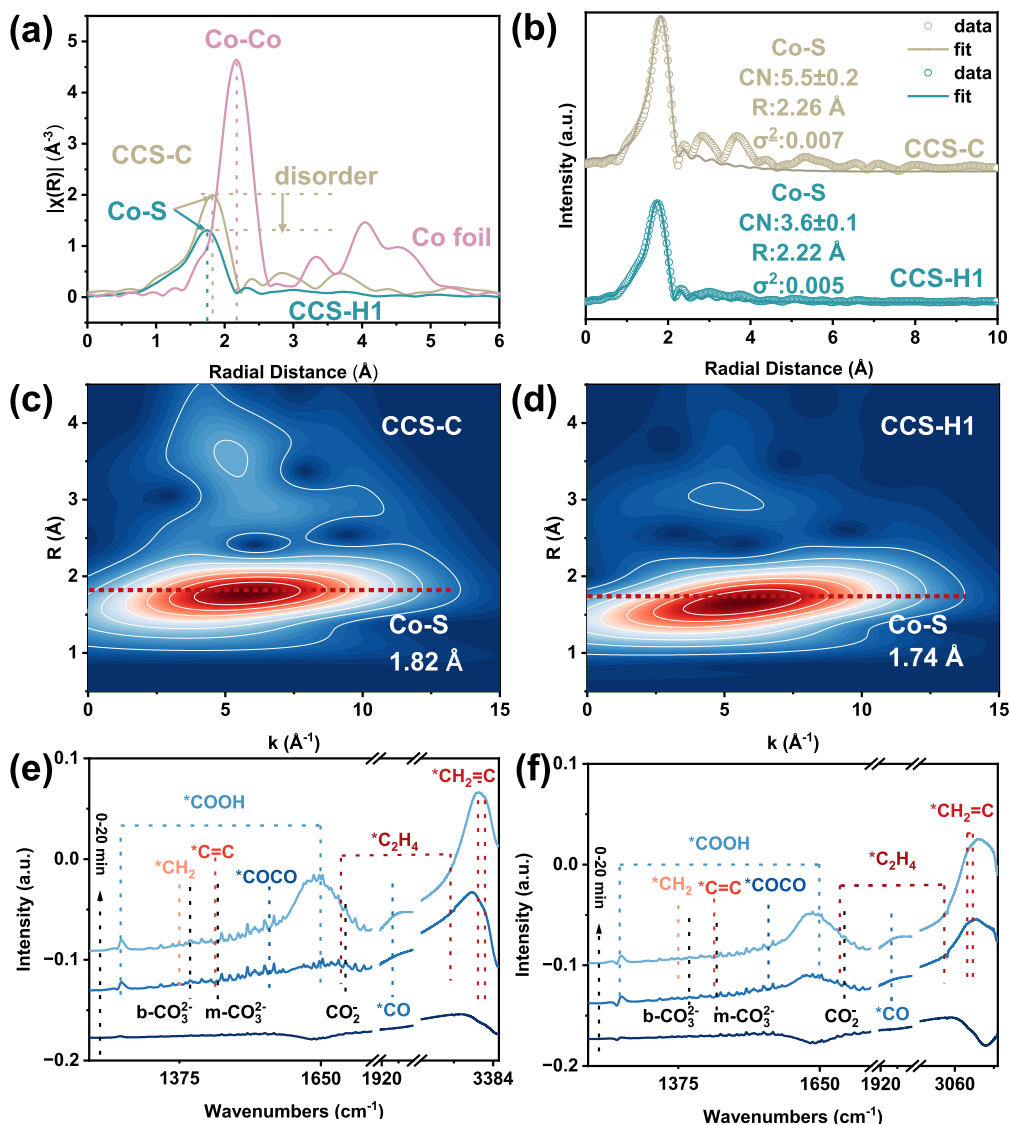 (a)
Co-Co
CCS-C
disorder
Co-S
Co foil
CCS-H1
|χ(R)| (Å⁻³)
5
4
3
2
1
0
0 1 2 3 4 5 6
Radial Distance (Å)
(b)
data
fit
data
fit
Co-S
CN:5.5±0.2
R:2.26 Å
σ²:0.007
CCS-C
Co-S
CN:3.6±0.1
R:2.22 Å
σ²:0.005
CCS-H1
Intensity (a.u.)
0 2 4 6 8 10
Radial Distance (Å)
(c)
CCS-C
Co-S
1.82 Å
R (Å)
4
3
2
1
0 5 10 15
k (Å⁻¹)
(d)
CCS-H1
Co-S
1.74 Å
R (Å)
4
3
2
1
0 5 10 15
k (Å⁻¹)
(e)
0-20 min
*COOH
*CH₂=C
*CH₂
*C=C
*C₂H₄
*COCO
b-CO₃²⁻
m-CO₃²⁻
CO₂⁻
*CO
Intensity (a.u.)
0.1
0.0
−0.1
−0.2
1375 1650 1920 3384
Wavenumbers (cm⁻¹)
(f)
0-20 min
*CH₂=C
*COOH
*C₂H₄
*CH₂
*C=C
*COCO
b-CO₃²⁻
m-CO₃²⁻
CO₂⁻
*CO
Intensity (a.u.)
0.1
0.0
−0.1
−0.2
1375 1650 1920 3060
Wavenumbers (cm⁻¹)